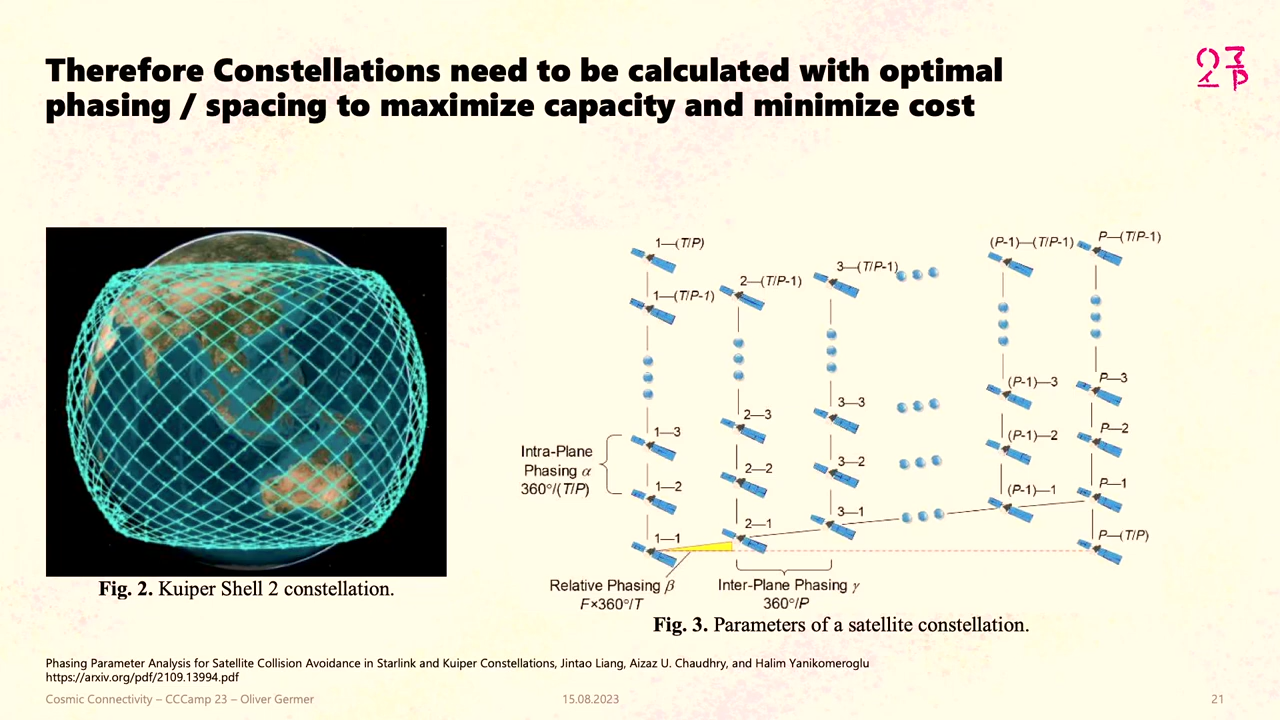 Therefore Constellations need to be calculated with optimal
phasing / spacing to maximize capacity and minimize cost
Fig. 2. Kuiper Shell 2 constellation.
1—(T/P)
1—(T/P-1)
2—(T/P-1)
3—(T/P-1)
(P-1)—(T/P-1)
P—(T/P-1)
1—3
2—3
3—3
(P-1)—3
P—3
Intra-Plane
Phasing α
360°/(T/P)
1—2
2—2
3—2
(P-1)—2
P—2
1—1
2—1
3—1
(P-1)—1
P—1
P—(T/P)
Relative Phasing β
F×360°/T
Inter-Plane Phasing γ
360°/P
Fig. 3. Parameters of a satellite constellation.
Phasing Parameter Analysis for Satellite Collision Avoidance in Starlink and Kuiper Constellations, Jintao Liang, Aizaz U. Chaudhry, and Halim Yanikomeroglu
https://arxiv.org/pdf/2109.13994.pdf
Cosmic Connectivity – CCCamp 23 – Oliver Germer
15.08.2023
21